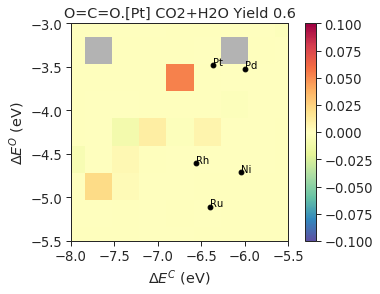 O=C=O.[Pt] CO2+H2O Yield 0.6
−3.0
−3.5
−4.0
−4.5
−5.0
−5.5
ΔE^O (eV)
Pt
Pd
Rh
Ni
Ru
−8.0 −7.5 −7.0 −6.5 −6.0 −5.5
ΔE^C (eV)
0.100
0.075
0.050
0.025
0.000
−0.025
−0.050
−0.075
−0.100